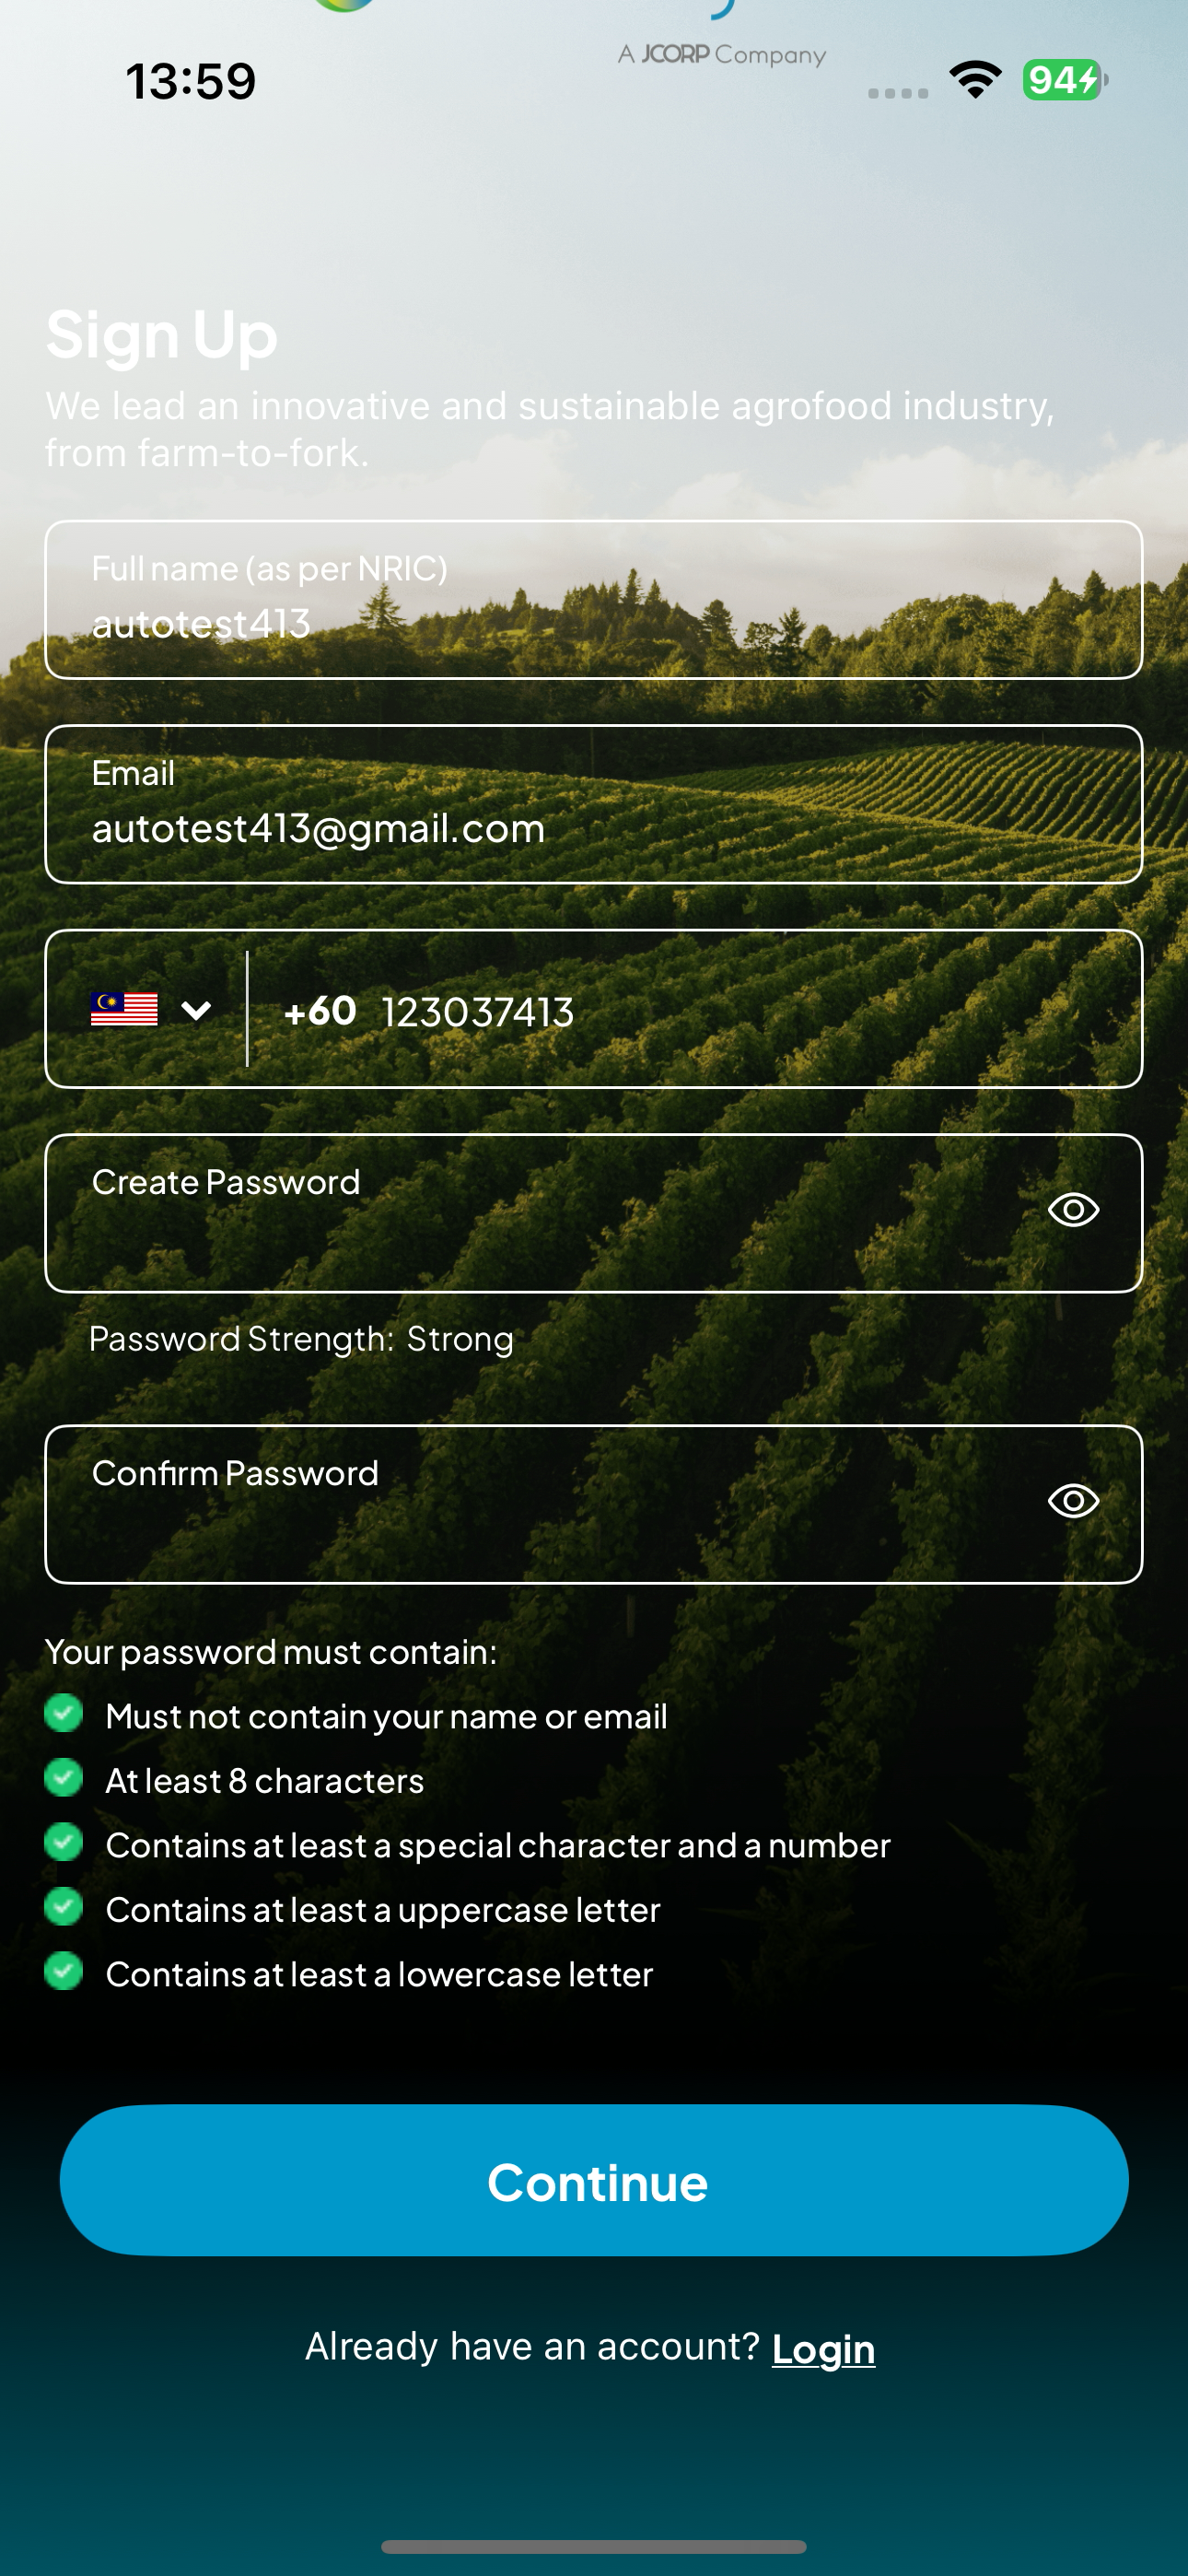 A JCORP Company
13:59
94
Sign Up
We lead an innovative and sustainable agrofood industry,
from farm-to-fork.
Full name (as per NRIC)
autotest413
Email
autotest413@gmail.com
+60 123037413
Create Password
Password Strength: Strong
Confirm Password
Your password must contain:
Must not contain your name or email
At least 8 characters
Contains at least a special character and a number
Contains at least a uppercase letter
Contains at least a lowercase letter
Continue
Already have an account? Login